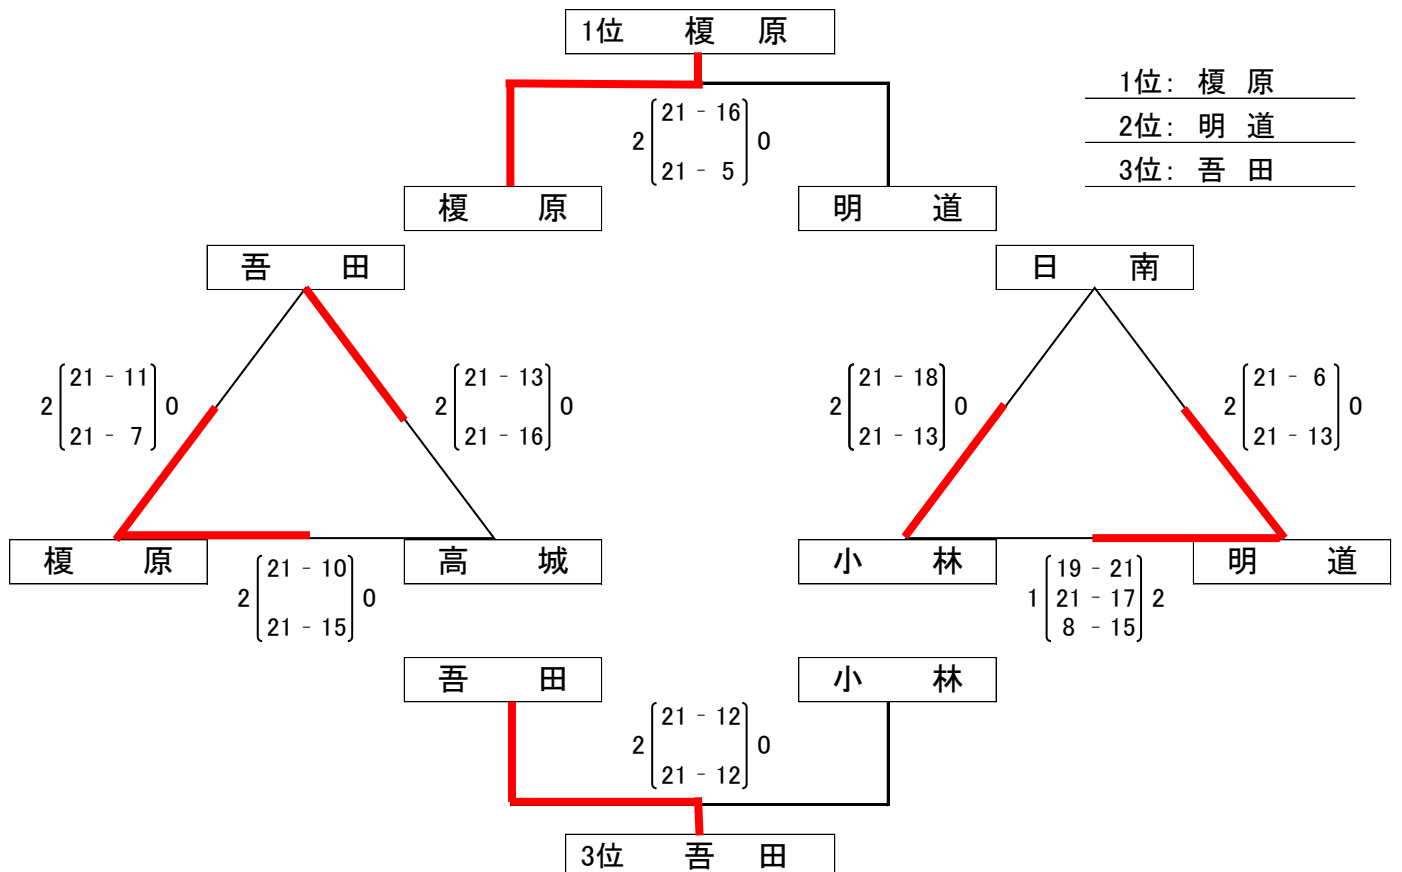 1位 榎 原
1位: 榎 原
2位: 明 道
3位: 吾 田
2 21 - 16 0
21 - 5
榎 原
明 道
吾 田
日 南
2 21 - 11 0
21 - 7
2 21 - 13 0
21 - 16
2 21 - 18 0
21 - 13
2 21 - 6 0
21 - 13
榎 原
高 城
小 林
明 道
2 21 - 10 0
21 - 15
19 - 21
1 21 - 17 2
8 - 15
吾 田
小 林
2 21 - 12 0
21 - 12
3位 吾 田